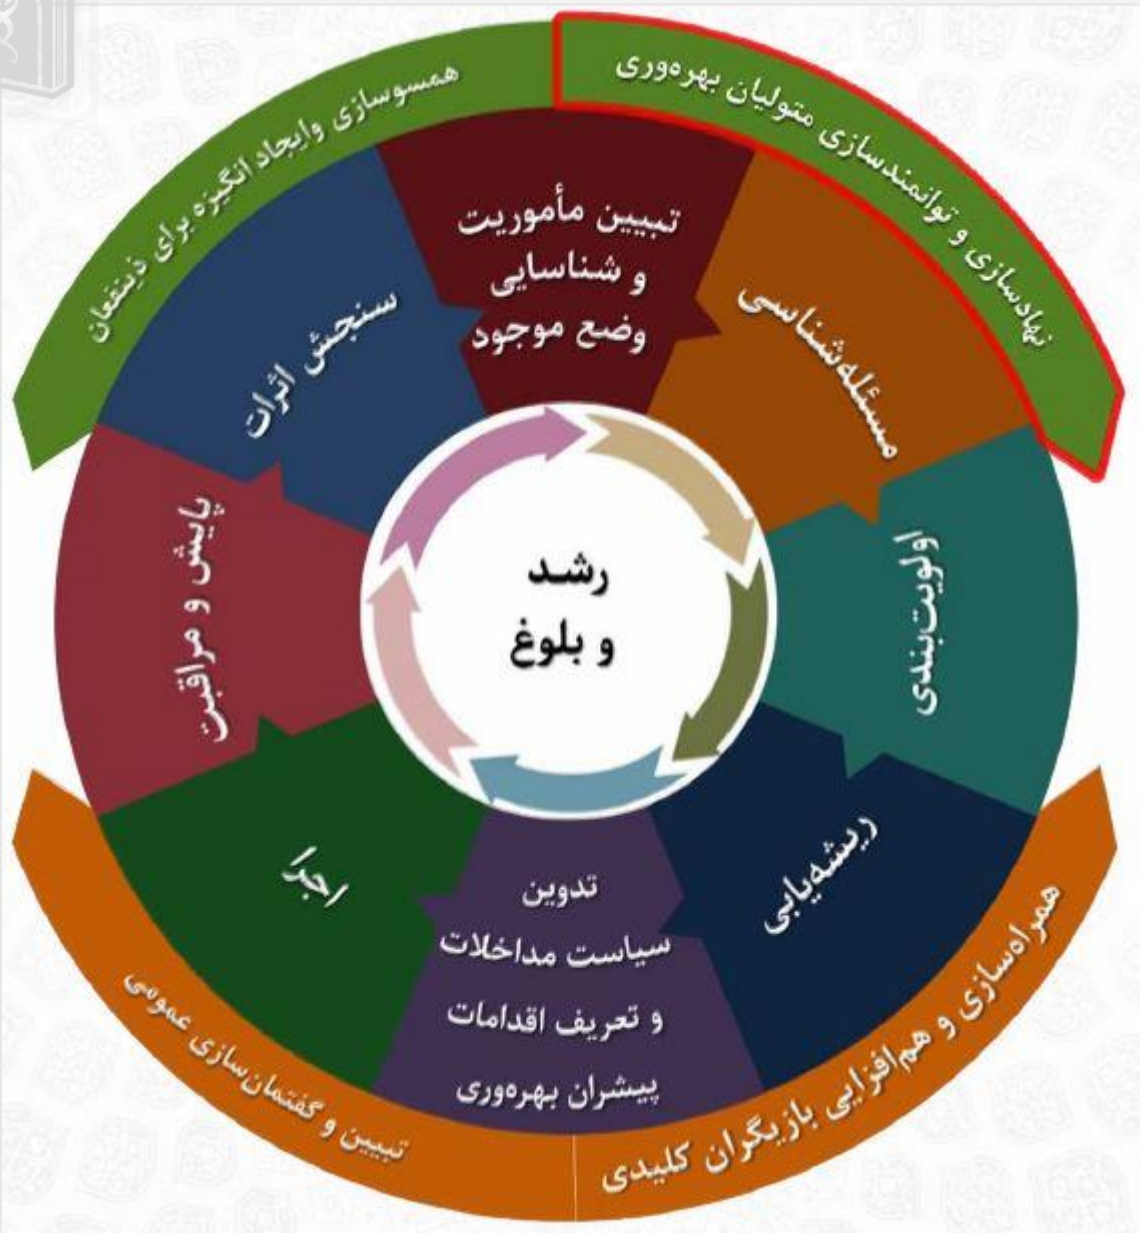 همسوسازی وایجاد انگیزه برای ذینفعان
نهادسازی و توانمندسازی متولیان بهره‌وری
تبیین مأموریت
و شناسایی
وضع موجود
مسئله‌شناسی
اولویت‌بندی
ریشه‌یابی
تدوین
سیاست مداخلات
و تعریف اقدامات
پیشران بهره‌وری
اجرا
پایش و مراقبت
سنجش اثرات
رشد
و بلوغ
همراه‌سازی و هم‌افزایی بازیگران کلیدی
تبیین و گفتمان‌سازی عمومی